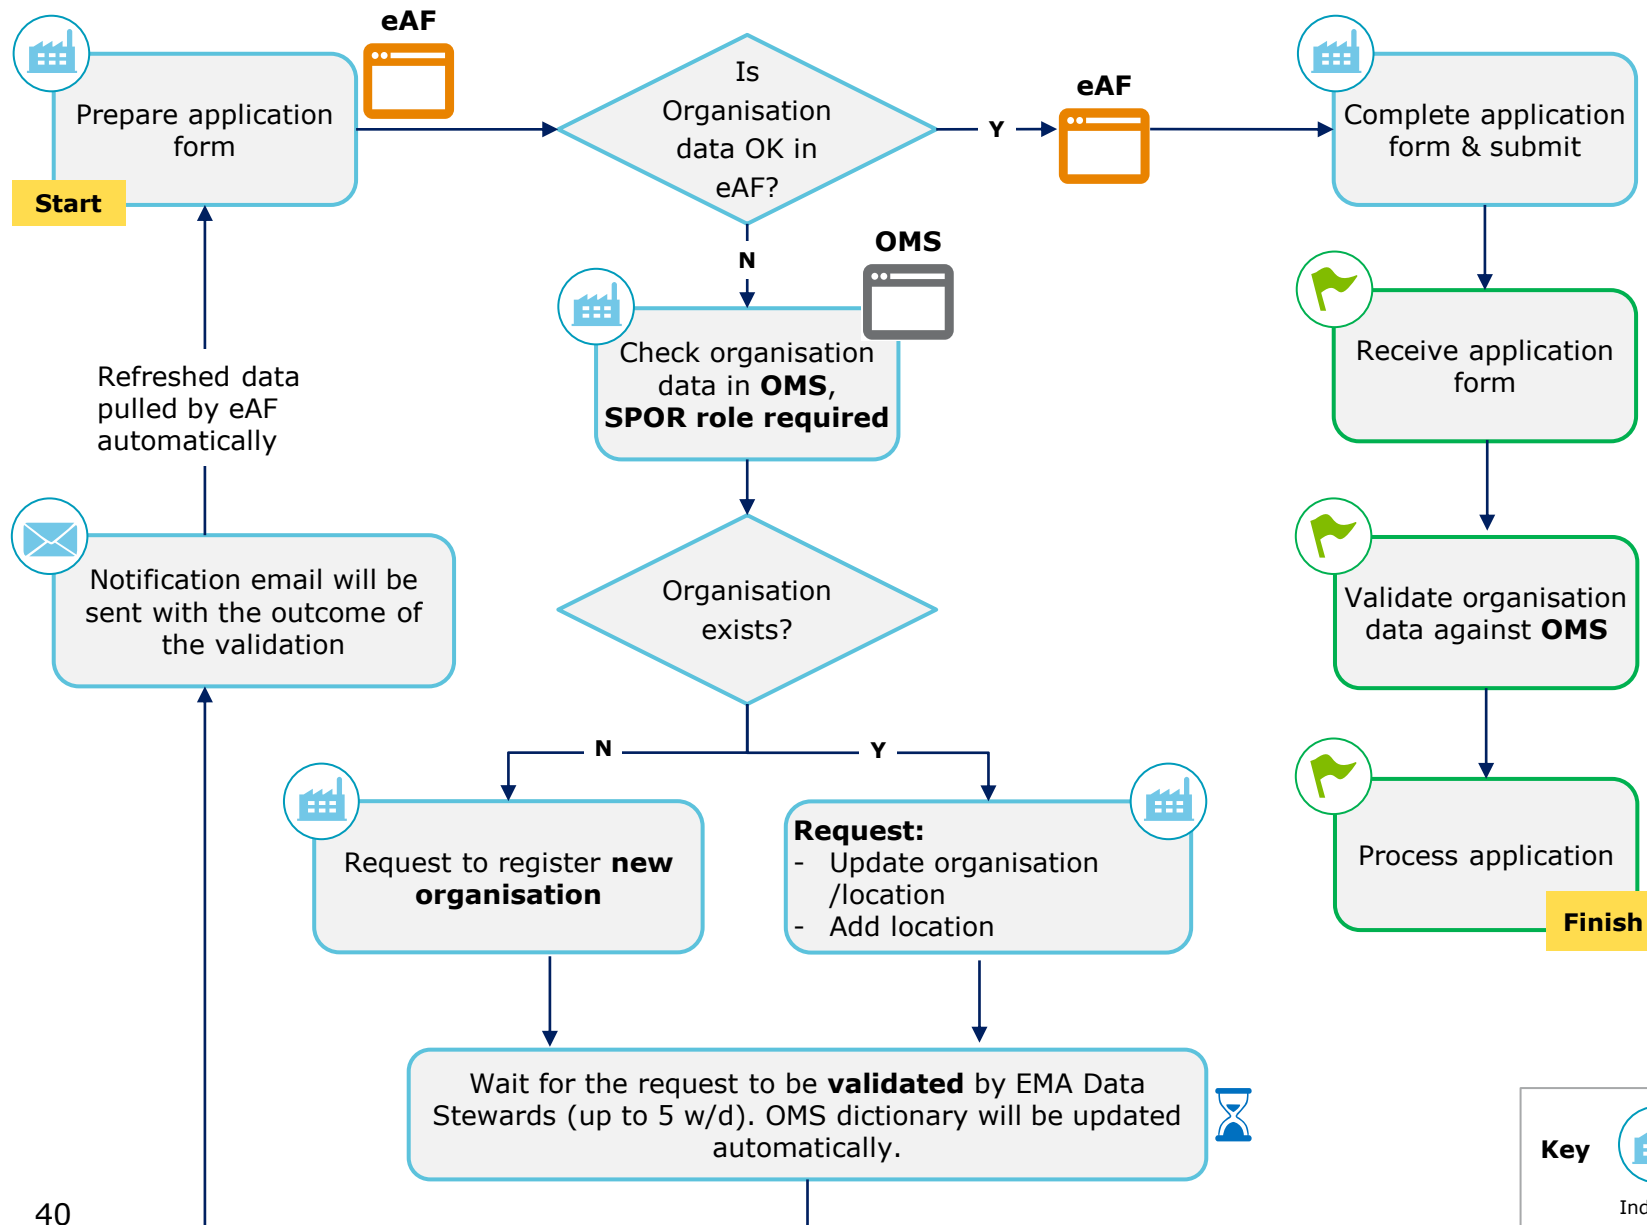 eAF
Prepare application
form
Start
Is
Organisation
data OK in
eAF?
Y
eAF
Complete application
form & submit
N
OMS
Check organisation
data in OMS,
SPOR role required
Receive application
form
Refreshed data
pulled by eAF
automatically
Notification email will be
sent with the outcome of
the validation
Organisation
exists?
Validate organisation
data against OMS
N
Y
Request to register new
organisation
Request:
- Update organisation
/location
- Add location
Process application
Finish
Wait for the request to be validated by EMA Data
Stewards (up to 5 w/d). OMS dictionary will be updated
automatically.
Key
40